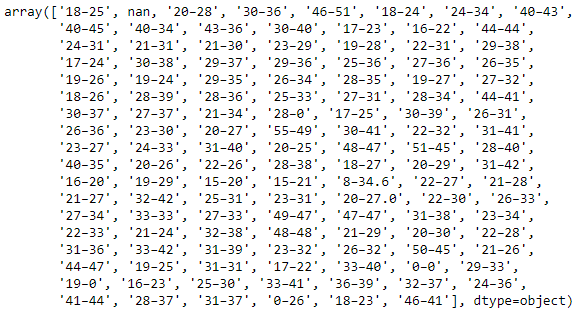 array(['18-25', nan, '20-28', '30-36', '46-51', '18-24', '24-34', '40-43',
'40-45', '40-34', '43-36', '30-40', '17-23', '16-22', '44-44',
'24-31', '21-31', '21-30', '23-29', '19-28', '22-31', '29-38',
'17-24', '30-38', '29-37', '29-36', '25-36', '27-36', '26-35',
'19-26', '19-24', '29-35', '26-34', '28-35', '19-27', '27-32',
'18-26', '28-39', '28-36', '25-33', '27-31', '28-34', '44-41',
'30-37', '27-37', '21-34', '28-0', '17-25', '30-39', '26-31',
'26-36', '23-30', '20-27', '55-49', '30-41', '22-32', '31-41',
'23-27', '24-33', '31-40', '20-25', '48-47', '51-45', '28-40',
'40-35', '20-26', '22-26', '28-38', '18-27', '20-29', '31-42',
'16-20', '19-29', '15-20', '15-21', '8-34.6', '22-27', '21-28',
'21-27', '32-42', '25-31', '23-31', '20-27.0', '22-30', '26-33',
'27-34', '33-33', '27-33', '49-47', '47-47', '31-38', '23-34',
'22-33', '21-24', '32-38', '48-48', '21-29', '20-30', '22-28',
'31-36', '33-42', '31-39', '23-32', '26-32', '50-45', '21-26',
'44-47', '19-25', '31-31', '17-22', '33-40', '0-0', '29-33',
'19-0', '16-23', '25-30', '33-41', '36-39', '32-37', '24-36',
'41-44', '28-37', '31-37', '0-26', '18-23', '46-41'], dtype=object)